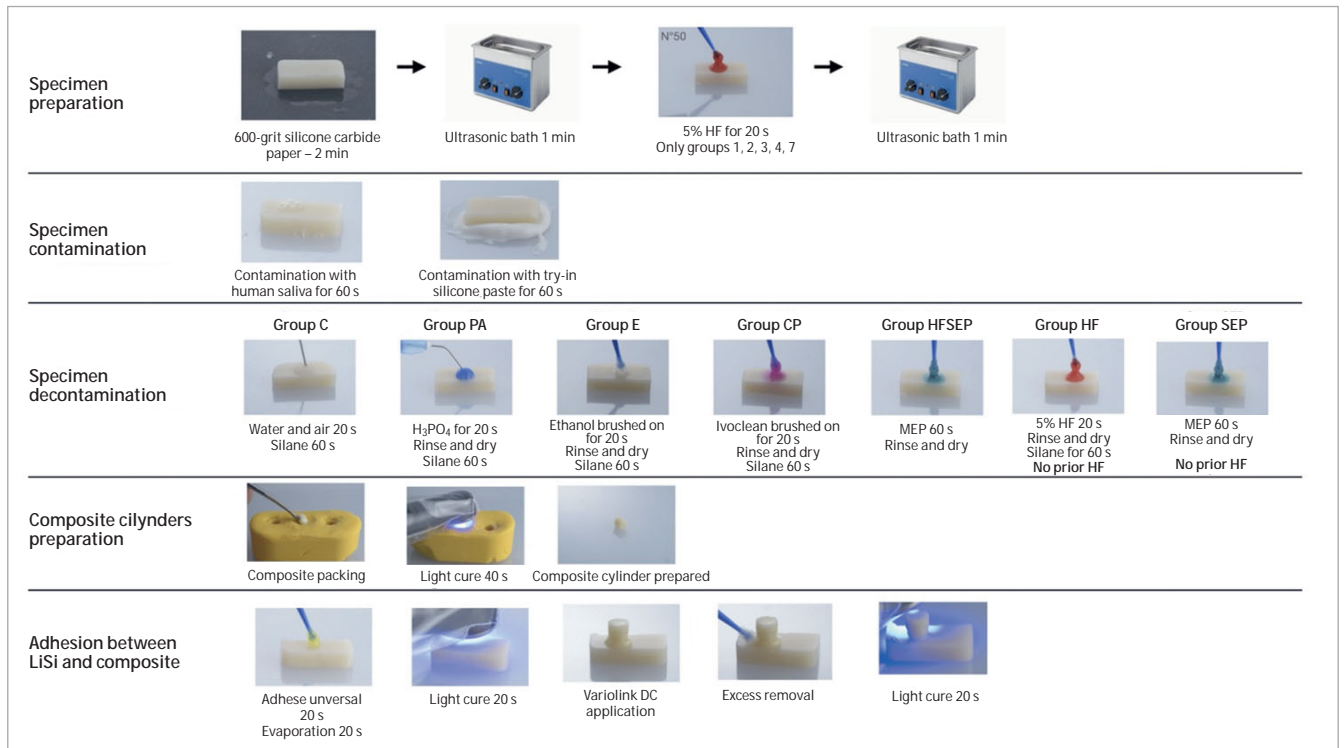 Specimen
preparation
N°50
600-grit silicone carbide
paper – 2 min
Ultrasonic bath 1 min
5% HF for 20 s
Only groups 1, 2, 3, 4, 7
Ultrasonic bath 1 min
Specimen
contamination
Contamination with
human saliva for 60 s
Contamination with try-in
silicone paste for 60 s
Specimen
decontamination
Group C
Water and air 20 s
Silane 60 s
Group PA
H₃PO₄ for 20 s
Rinse and dry
Silane 60 s
Group E
Ethanol brushed on
for 20 s
Rinse and dry
Silane 60 s
Group CP
Ivoclean brushed on
for 20 s
Rinse and dry
Silane 60 s
Group HFSEP
MEP 60 s
Rinse and dry
Group HF
5% HF 20 s
Rinse and dry
Silane for 60 s
No prior HF
Group SEP
MEP 60 s
Rinse and dry
No prior HF
Composite cilynders
preparation
Composite packing
Light cure 40 s
Composite cylinder prepared
Adhesion between
LiSi and composite
Adhese unversal
20 s
Evaporation 20 s
Light cure 20 s
Variolink DC
application
Excess removal
Light cure 20 s